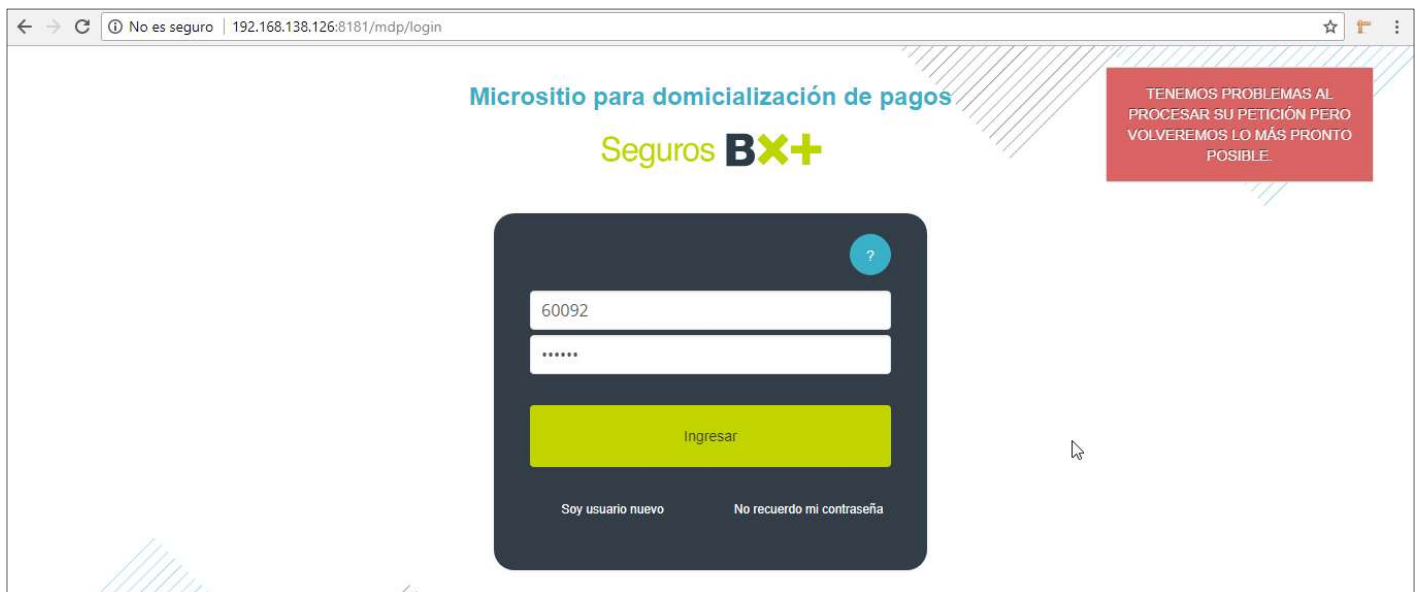 No es seguro | 192.168.138.126:8181/mdp/login
Micrositio para domicialización de pagos
Seguros BX+
TENEMOS PROBLEMAS AL
PROCESAR SU PETICIÓN PERO
VOLVEREMOS LO MÁS PRONTO
POSIBLE.
?
60092
••••••
Ingresar
Soy usuario nuevo No recuerdo mi contraseña